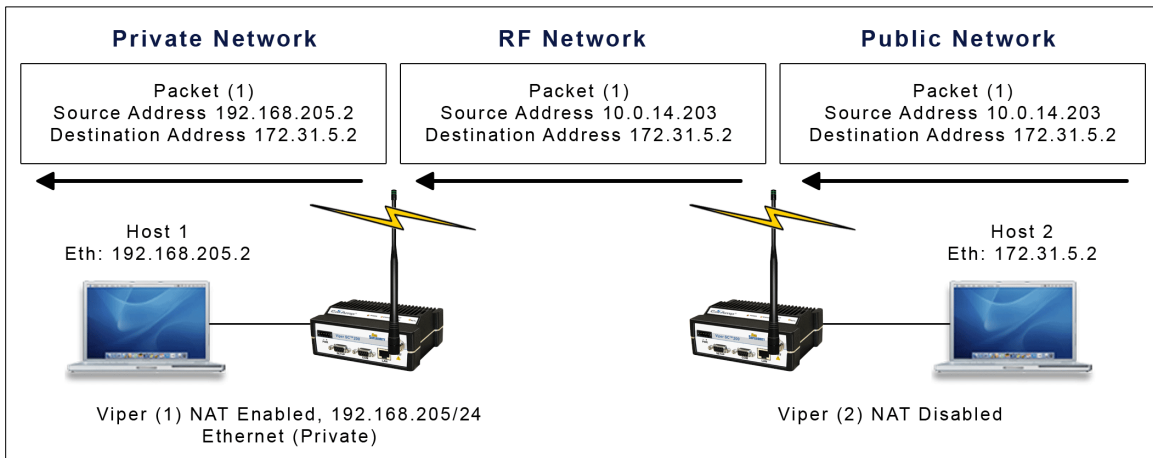 Private Network
RF Network
Public Network
Packet (1)
Source Address 192.168.205.2
Destination Address 172.31.5.2
Packet (1)
Source Address 10.0.14.203
Destination Address 172.31.5.2
Packet (1)
Source Address 10.0.14.203
Destination Address 172.31.5.2
Host 1
Eth: 192.168.205.2
Host 2
Eth: 172.31.5.2
Viper (1) NAT Enabled, 192.168.205/24
Ethernet (Private)
Viper (2) NAT Disabled